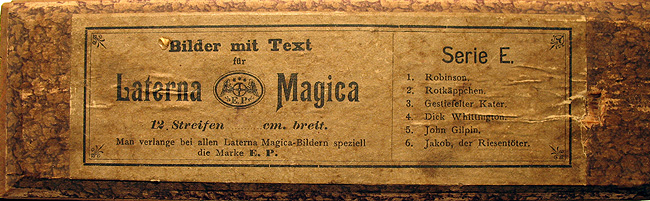 Bilder mit Text
für
Laterna E.P. Magica
12 Streifen cm. breit.
Man verlange bei allen Laterna Magica-Bildern speziell
die Marke E. P.
Serie E.
1. Robinson.
2. Rotkäppchen.
3. Gestiefelter Kater.
4. Dick Whittington.
5. John Gilpin.
6. Jakob, der Riesentöter.